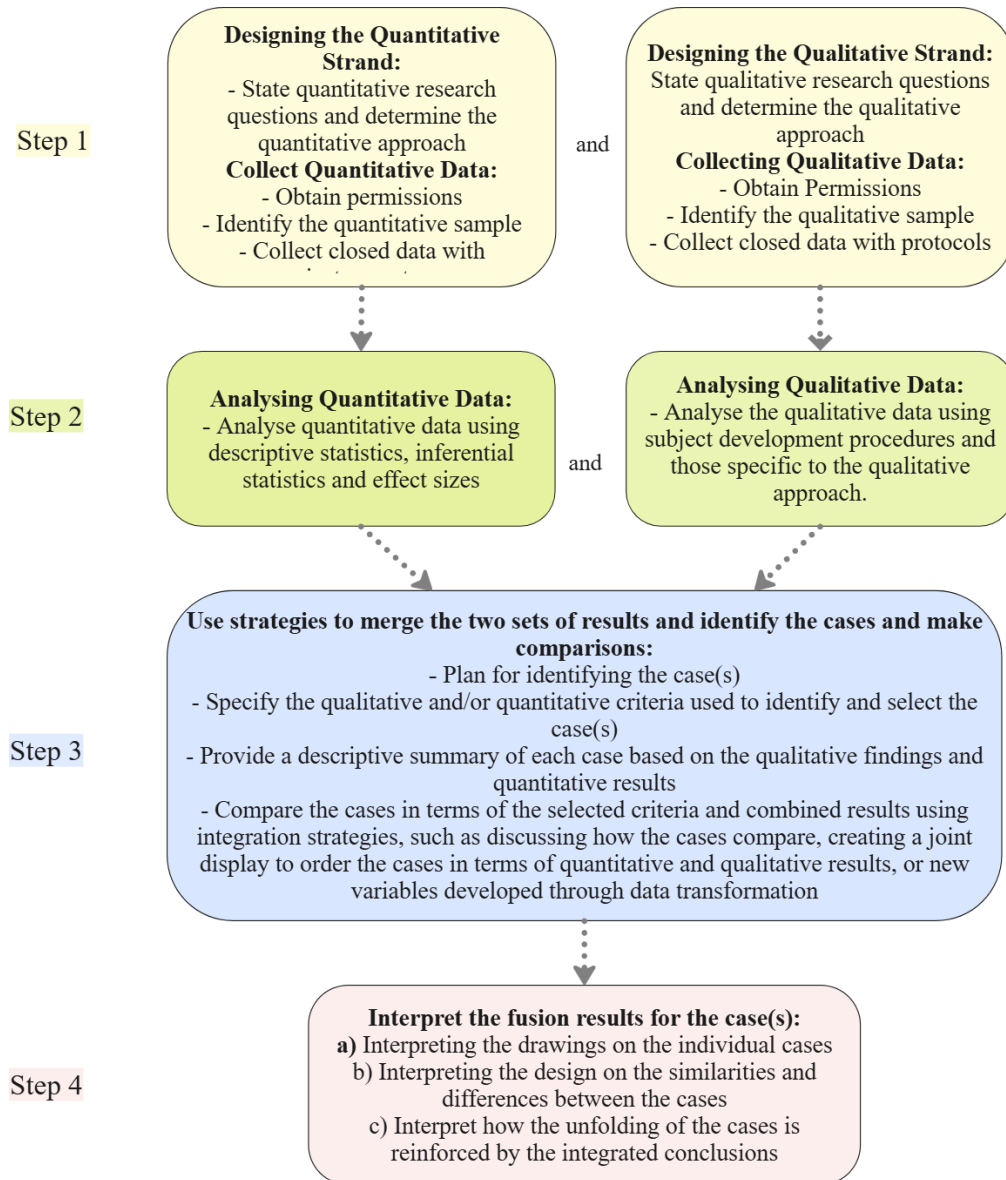 Step 1
Designing the Quantitative
Strand:
- State quantitative research
questions and determine the
quantitative approach
Collect Quantitative Data:
- Obtain permissions
- Identify the quantitative sample
- Collect closed data with
and
Designing the Qualitative Strand:
State qualitative research questions
and determine the qualitative
approach
Collecting Qualitative Data:
- Obtain Permissions
- Identify the qualitative sample
- Collect closed data with protocols
Step 2
Analysing Quantitative Data:
- Analyse quantitative data using
descriptive statistics, inferential
statistics and effect sizes
and
Analysing Qualitative Data:
- Analyse the qualitative data using
subject development procedures and
those specific to the qualitative
approach.
Step 3
Use strategies to merge the two sets of results and identify the cases and make
comparisons:
- Plan for identifying the case(s)
- Specify the qualitative and/or quantitative criteria used to identify and select the
case(s)
- Provide a descriptive summary of each case based on the qualitative findings and
quantitative results
- Compare the cases in terms of the selected criteria and combined results using
integration strategies, such as discussing how the cases compare, creating a joint
display to order the cases in terms of quantitative and qualitative results, or new
variables developed through data transformation
Step 4
Interpret the fusion results for the case(s):
a) Interpreting the drawings on the individual cases
b) Interpreting the design on the similarities and
differences between the cases
c) Interpret how the unfolding of the cases is
reinforced by the integrated conclusions